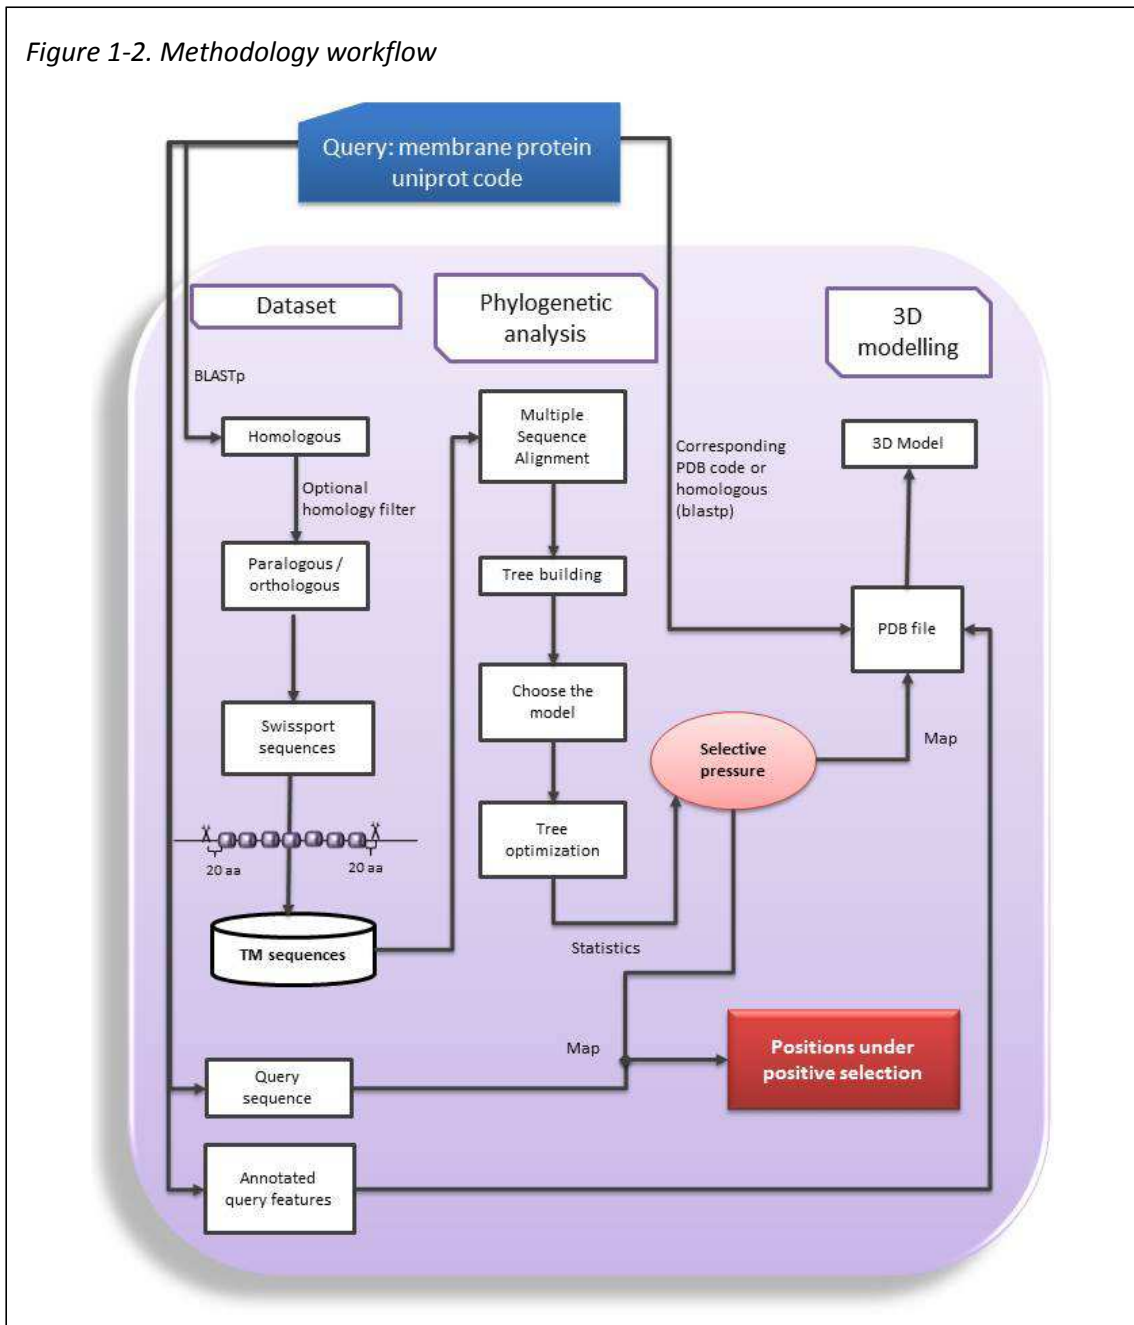 Figure 1-2. Methodology workflow
Query: membrane protein
uniprot code
Dataset
Phylogenetic
analysis
3D
modelling
BLASTp
Homologous
Optional
homology filter
Paralogous /
orthologous
Swissport
sequences
20 aa
20 aa
TM sequences
Multiple
Sequence
Alignment
Tree building
Choose the
model
Tree
optimization
Statistics
Corresponding
PDB code or
homologous
(blastp)
3D Model
PDB file
Map
Selective
pressure
Map
Positions under
positive selection
Query
sequence
Annotated
query features